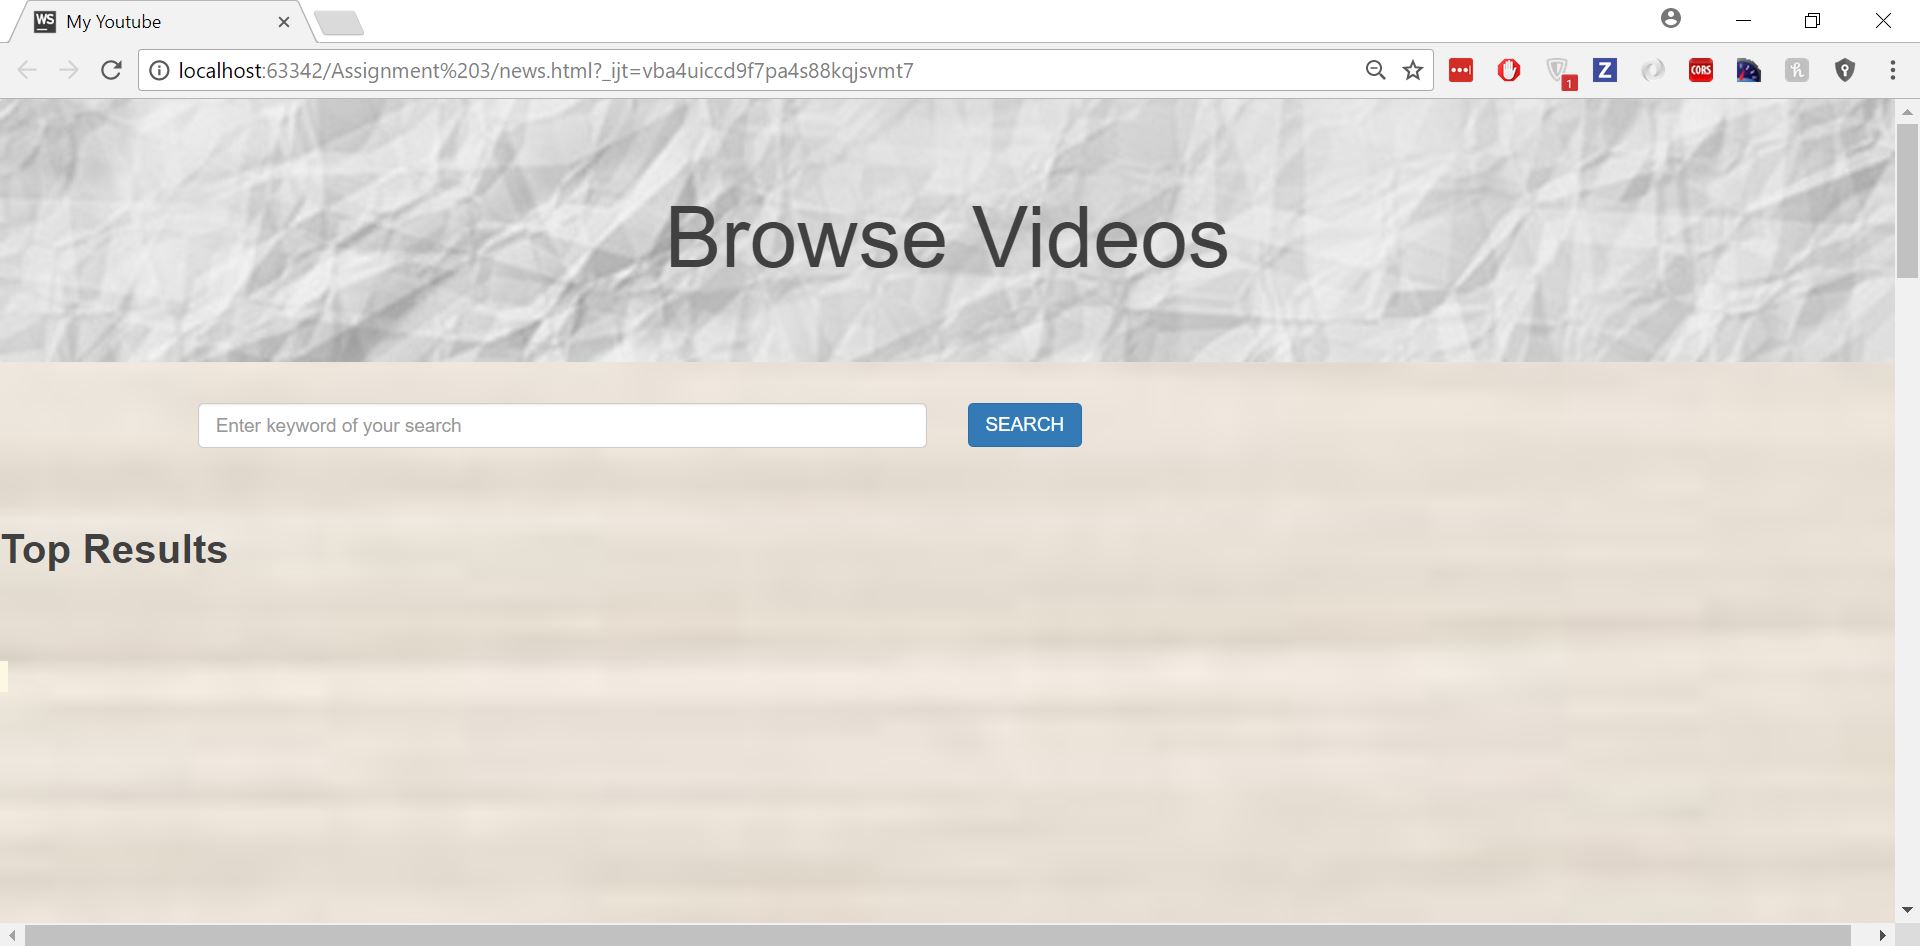 WS My Youtube
localhost:63342/Assignment%203/news.html?_ijt=vba4uiccd9f7pa4s88kqjsvmt7
1 Z CORS h
Browse Videos
Enter keyword of your search SEARCH
Top Results